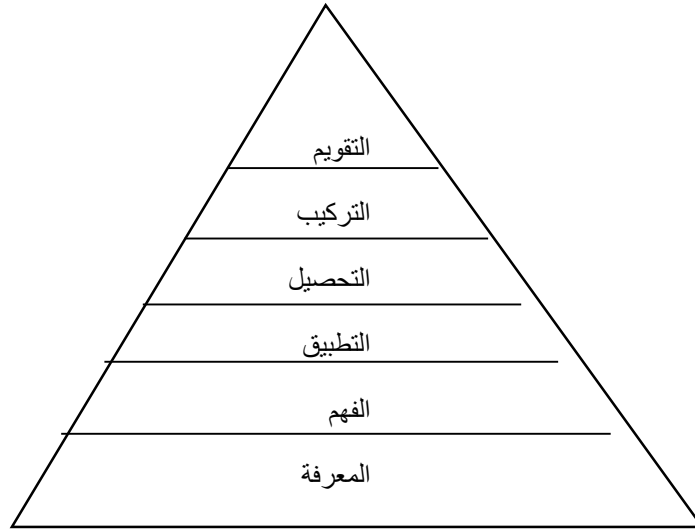 التقويم
التركيب
التحصيل
التطبيق
الفهم
المعرفة